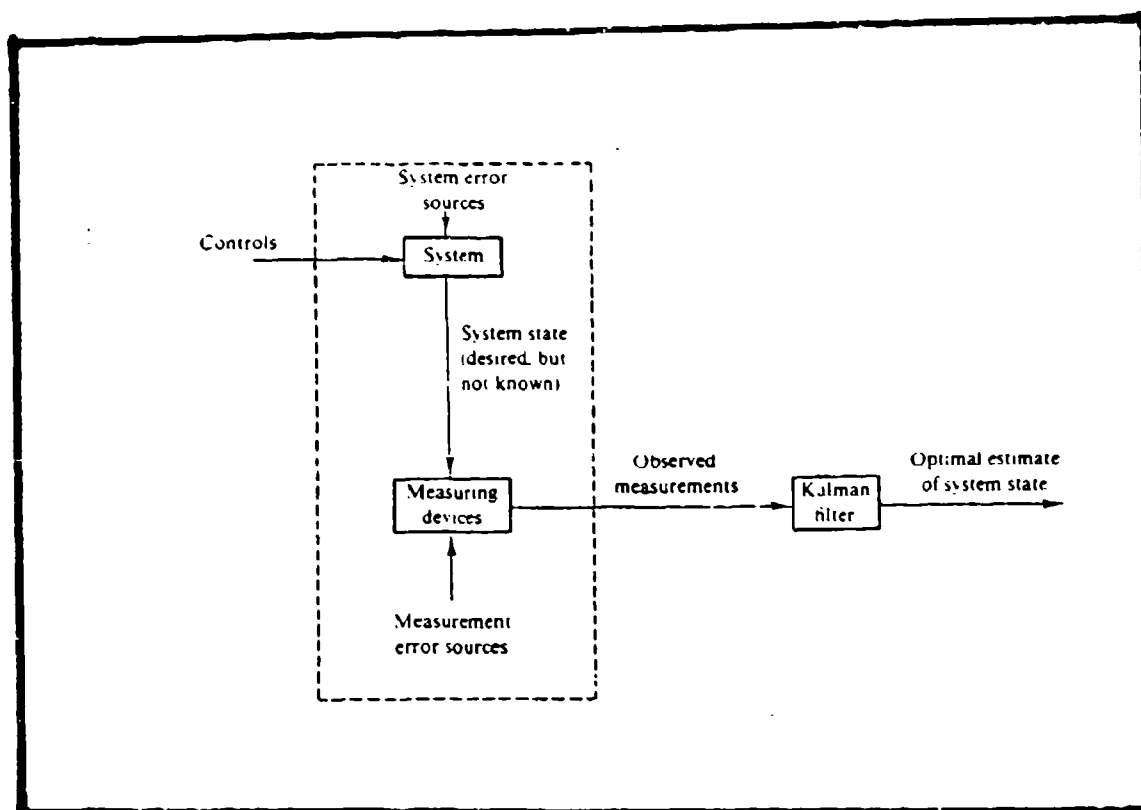 System error
sources
Controls
System
System state
(desired, but
not known)
Measuring
devices
Observed
measurements
Kalman
filter
Optimal estimate
of system state
Measurement
error sources